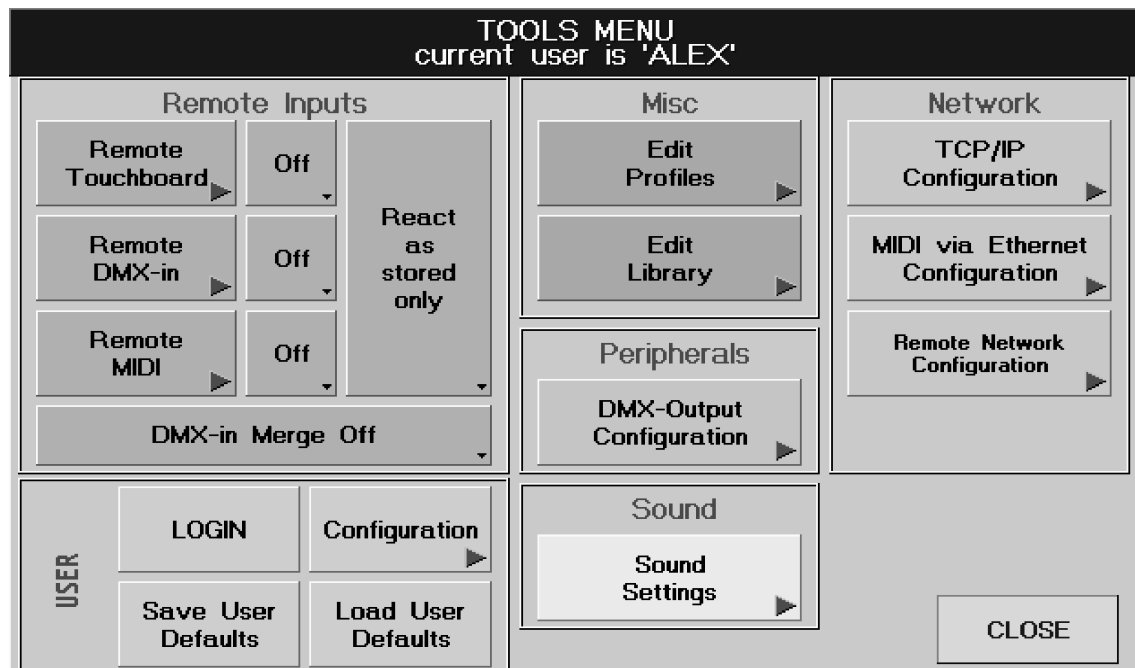 TOOLS MENU
current user is 'ALEX'
Remote Inputs
Remote
Touchboard
Off
React
as
stored
only
Remote
DMX-in
Off
Remote
MIDI
Off
DMX-in Merge Off
Misc
Edit
Profiles
Edit
Library
Peripherals
DMX-Output
Configuration
Network
TCP/IP
Configuration
MIDI via Ethernet
Configuration
Remote Network
Configuration
USER
LOGIN
Configuration
Save User
Defaults
Load User
Defaults
Sound
Sound
Settings
CLOSE